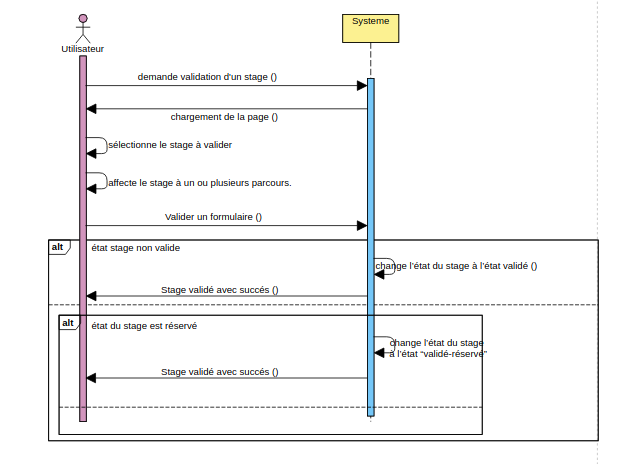 Utilisateur
Systeme
demande validation d'un stage ()
chargement de la page ()
sélectionne le stage à valider
affecte le stage à un ou plusieurs parcours.
Valider un formulaire ()
alt
état stage non valide
change l'état du stage à l'état validé ()
Stage validé avec succés ()
alt
état du stage est réservé
change l'état du stage
à l'état “validé-réservé”
Stage validé avec succés ()